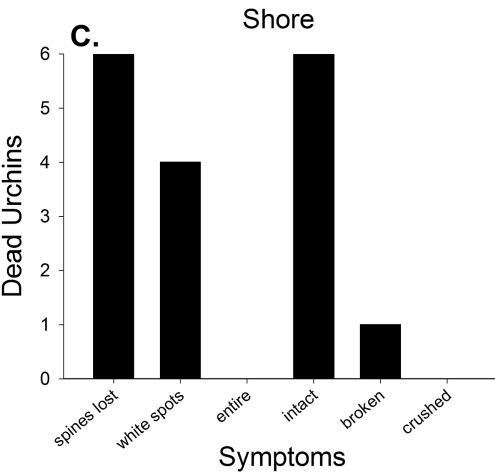 Shore
C.
Dead Urchins
6
5
4
3
2
1
0
spines lost
white spots
entire
intact
broken
crushed
Symptoms